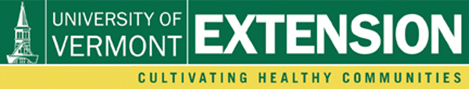 UNIVERSITY OF
VERMONT
EXTENSION
CULTIVATING HEALTHY COMMUNITIES